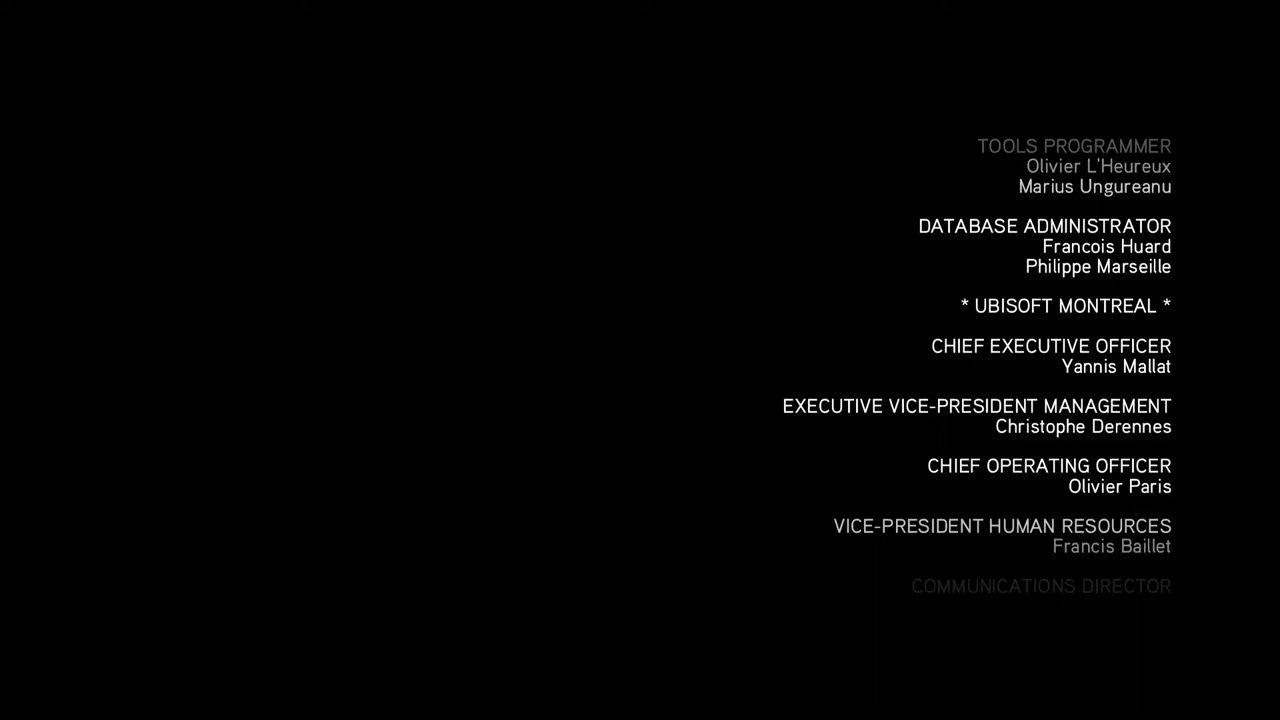 TOOLS PROGRAMMER
Olivier L'Heureux
Marius Ungureanu
DATABASE ADMINISTRATOR
Francois Huard
Philippe Marseille
* UBISOFT MONTREAL *
CHIEF EXECUTIVE OFFICER
Yannis Mallat
EXECUTIVE VICE-PRESIDENT MANAGEMENT
Christophe Derennes
CHIEF OPERATING OFFICER
Olivier Paris
VICE-PRESIDENT HUMAN RESOURCES
Francis Baillet
COMMUNICATIONS DIRECTOR